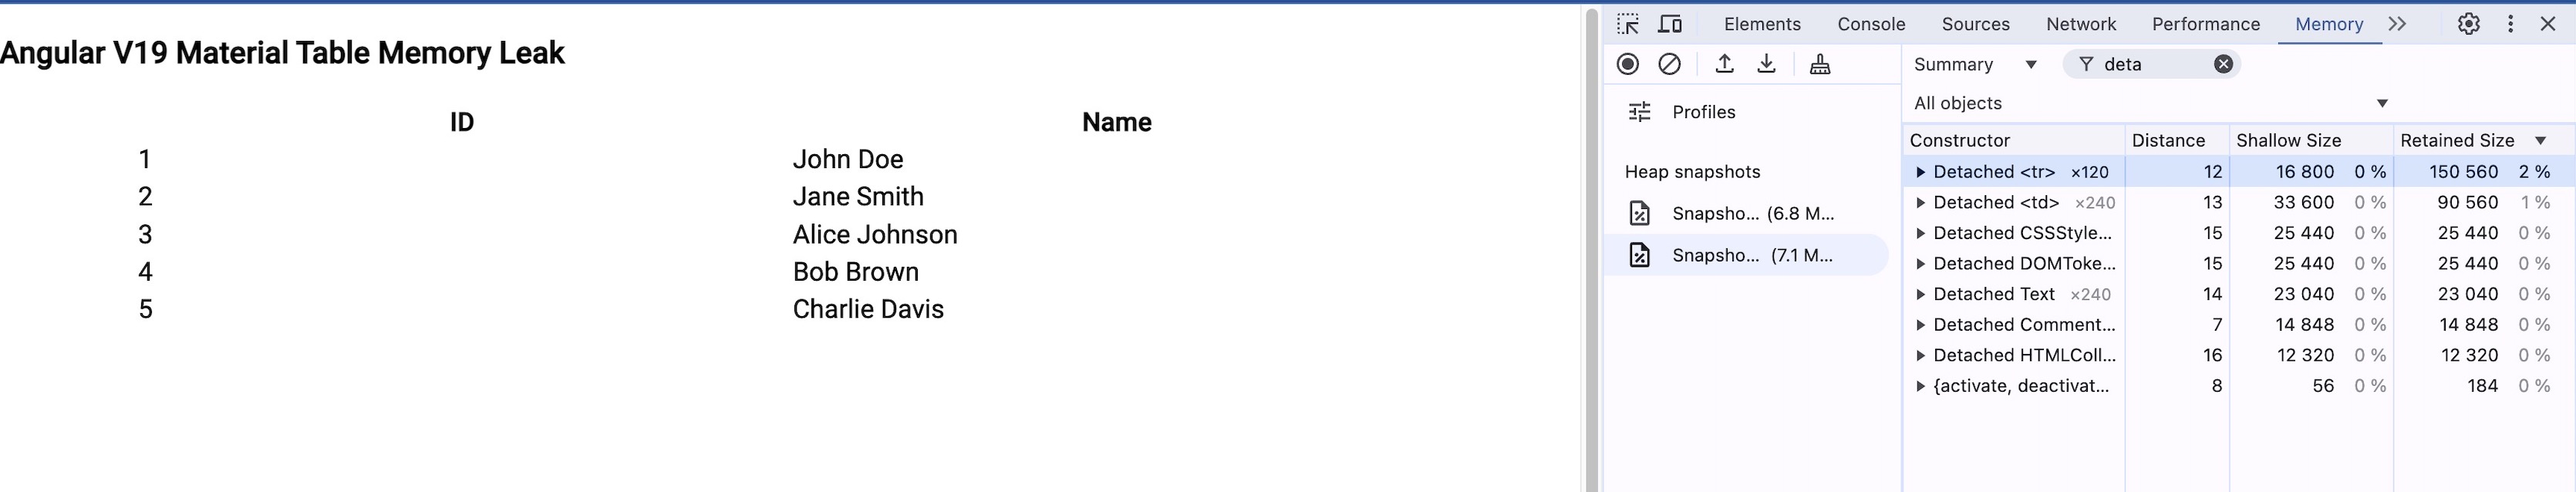 Angular V19 Material Table Memory Leak
ID Name
1 John Doe
2 Jane Smith
3 Alice Johnson
4 Bob Brown
5 Charlie Davis
Elements Console Sources Network Performance Memory
Profiles
Heap snapshots
Snapsho... (6.8 M...
Snapsho... (7.1 M...
Summary deta
All objects
Constructor Distance Shallow Size Retained Size
Detached <tr> ×120 12 16 800 0 % 150 560 2 %
Detached <td> ×240 13 33 600 0 % 90 560 1 %
Detached CSSStyle... 15 25 440 0 % 25 440 0 %
Detached DOMToke... 15 25 440 0 % 25 440 0 %
Detached Text ×240 14 23 040 0 % 23 040 0 %
Detached Comment... 7 14 848 0 % 14 848 0 %
Detached HTMLColl... 16 12 320 0 % 12 320 0 %
{activate, deactivat... 8 56 0 % 184 0 %